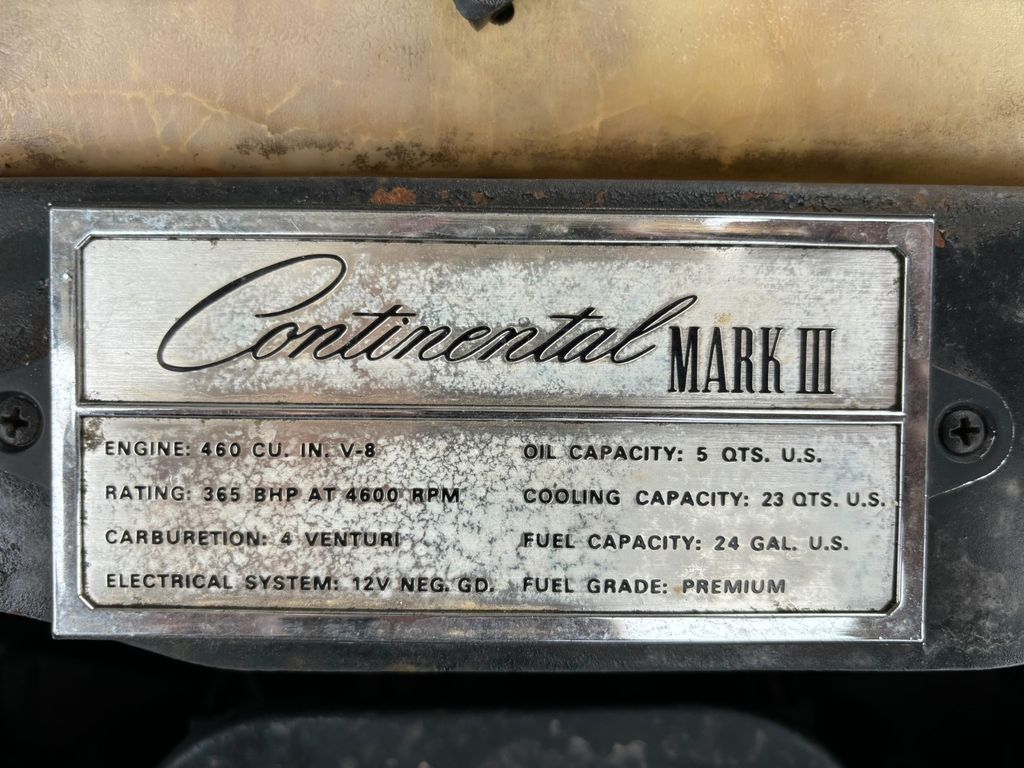 Continental MARK III
ENGINE: 460 CU. IN. V-8
RATING: 365 BHP AT 4600 RPM
CARBURETION: 4 VENTURI
ELECTRICAL SYSTEM: 12V NEG. GD.
OIL CAPACITY: 5 QTS. U.S.
COOLING CAPACITY: 23 QTS. U.S.
FUEL CAPACITY: 24 GAL. U.S.
FUEL GRADE: PREMIUM